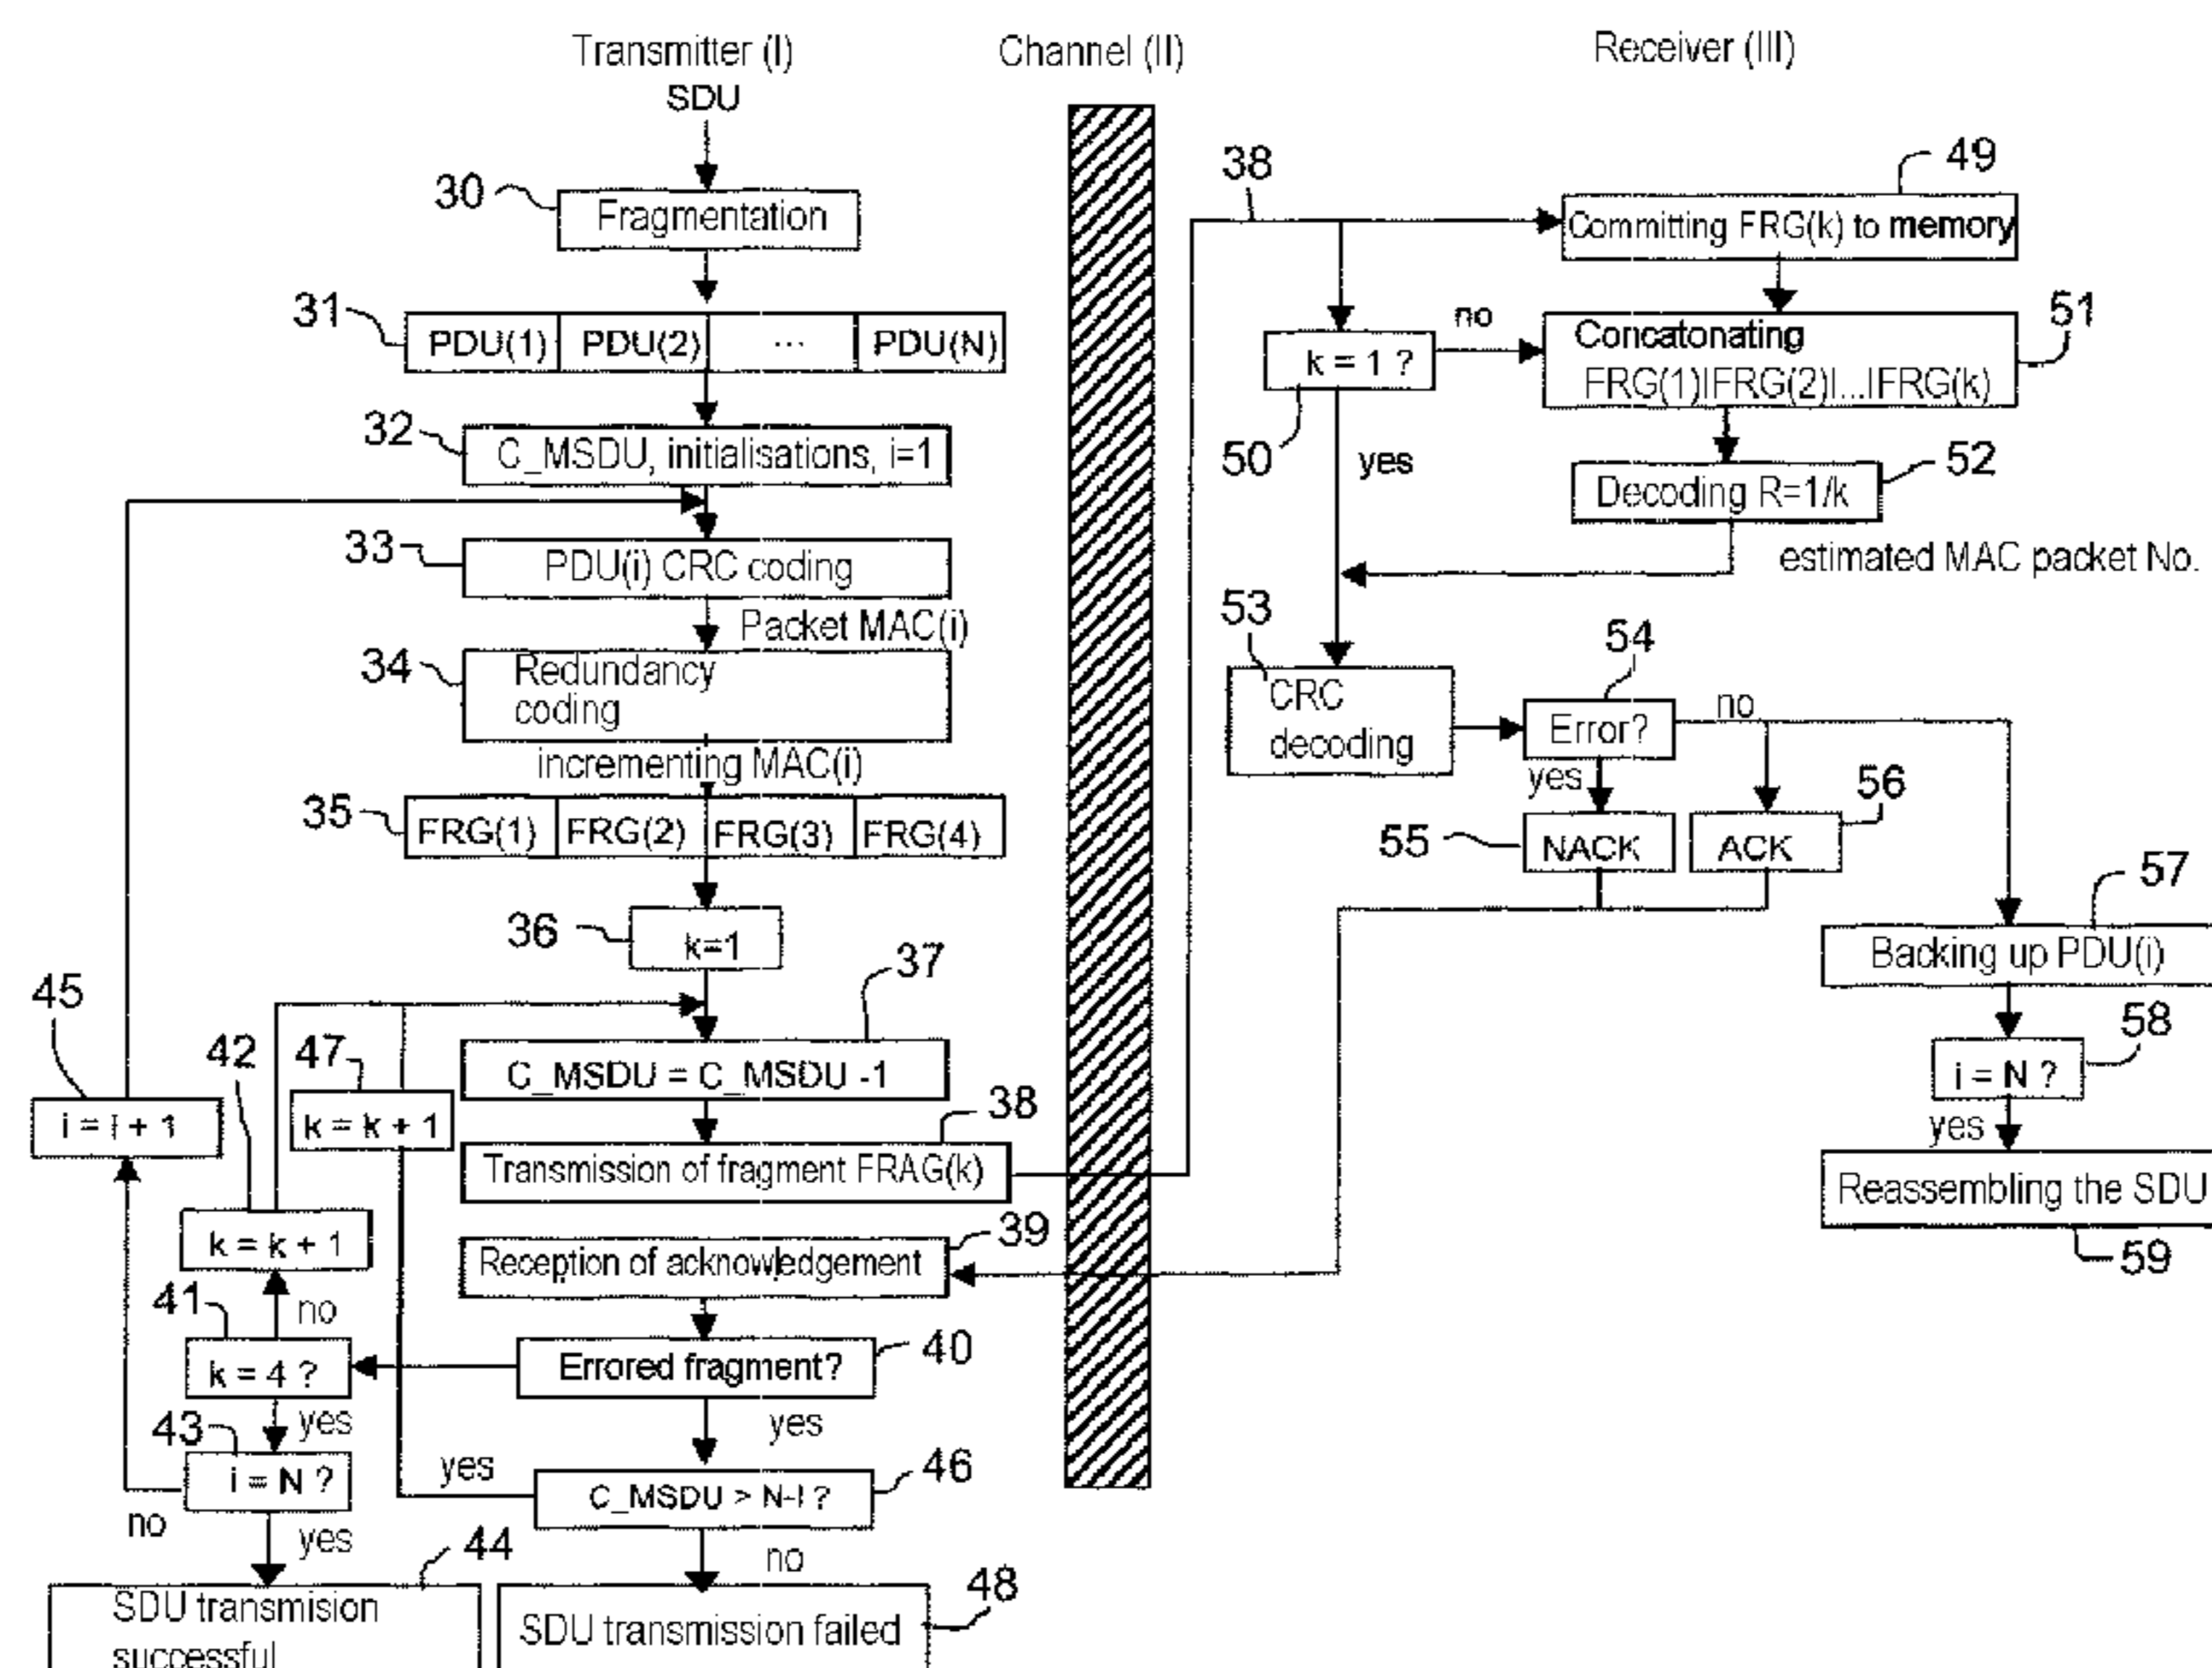 Transmitter (I)
SDU
30
Fragmentation
31
PDU(1) PDU(2) ... PDU(N)
32
C_MSDU, initialisations, i=1
33
PDU(i) CRC coding
Packet MAC(i)
34
Redundancy
coding
incrementing MAC(i)
35
FRG(1) FRG(2) FRG(3) FRG(4)
36
k=1
37
C_MSDU = C_MSDU -1
38
Transmission of fragment FRAG(k)
39
Reception of acknowledgement
40
Errored fragment?
yes
46
C_MSDU > N-I ?
yes
no
48
SDU transmission failed
45
i = i + 1
42
k = k + 1
47
k = k + 1
41
no
k = 4 ?
yes
43
i = N ?
no
yes
44
SDU transmision
successful
Channel (II)
Receiver (III)
38
49
Committing FRG(k) to memory
50
k = 1 ?
no
yes
51
Concatonating
FRG(1)IFRG(2)I...IFRG(k)
52
Decoding R=1/k
estimated MAC packet No.
53
CRC
decoding
54
Error?
no
yes
55
NACK
56
ACK
57
Backing up PDU(i)
58
i = N ?
yes
Reassembling the SDU
59